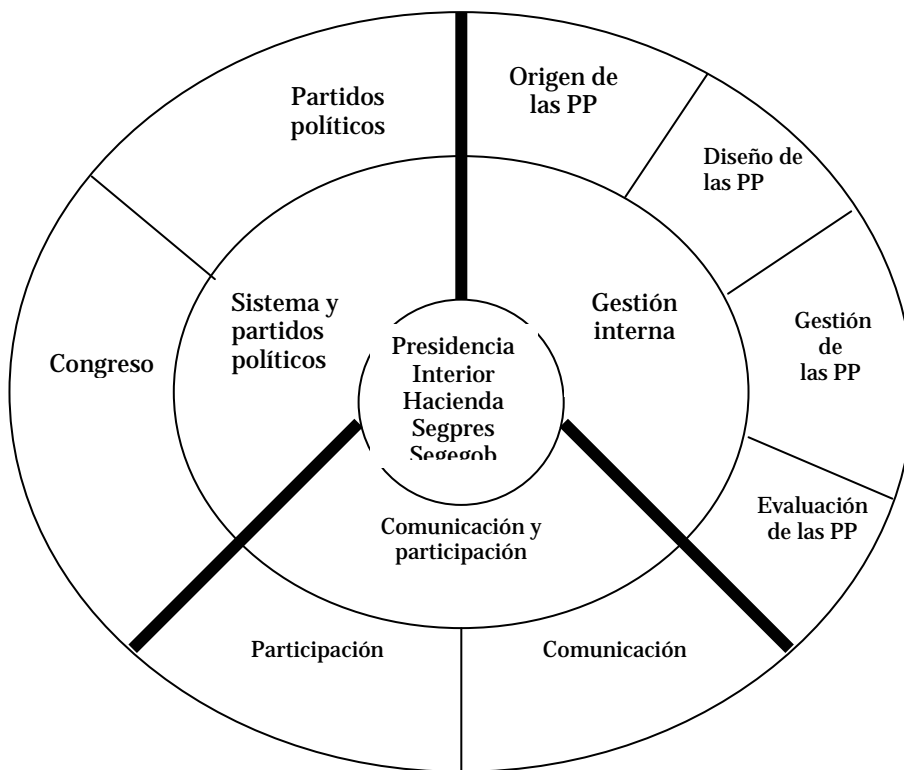 Partidos
políticos
Origen de
las PP
Diseño de
las PP
Sistema y
partidos
políticos
Gestión
interna
Gestión
de
las PP
Congreso
Presidencia
Interior
Hacienda
Segpres
Segegob
Evaluación
de las PP
Comunicación y
participación
Participación
Comunicación